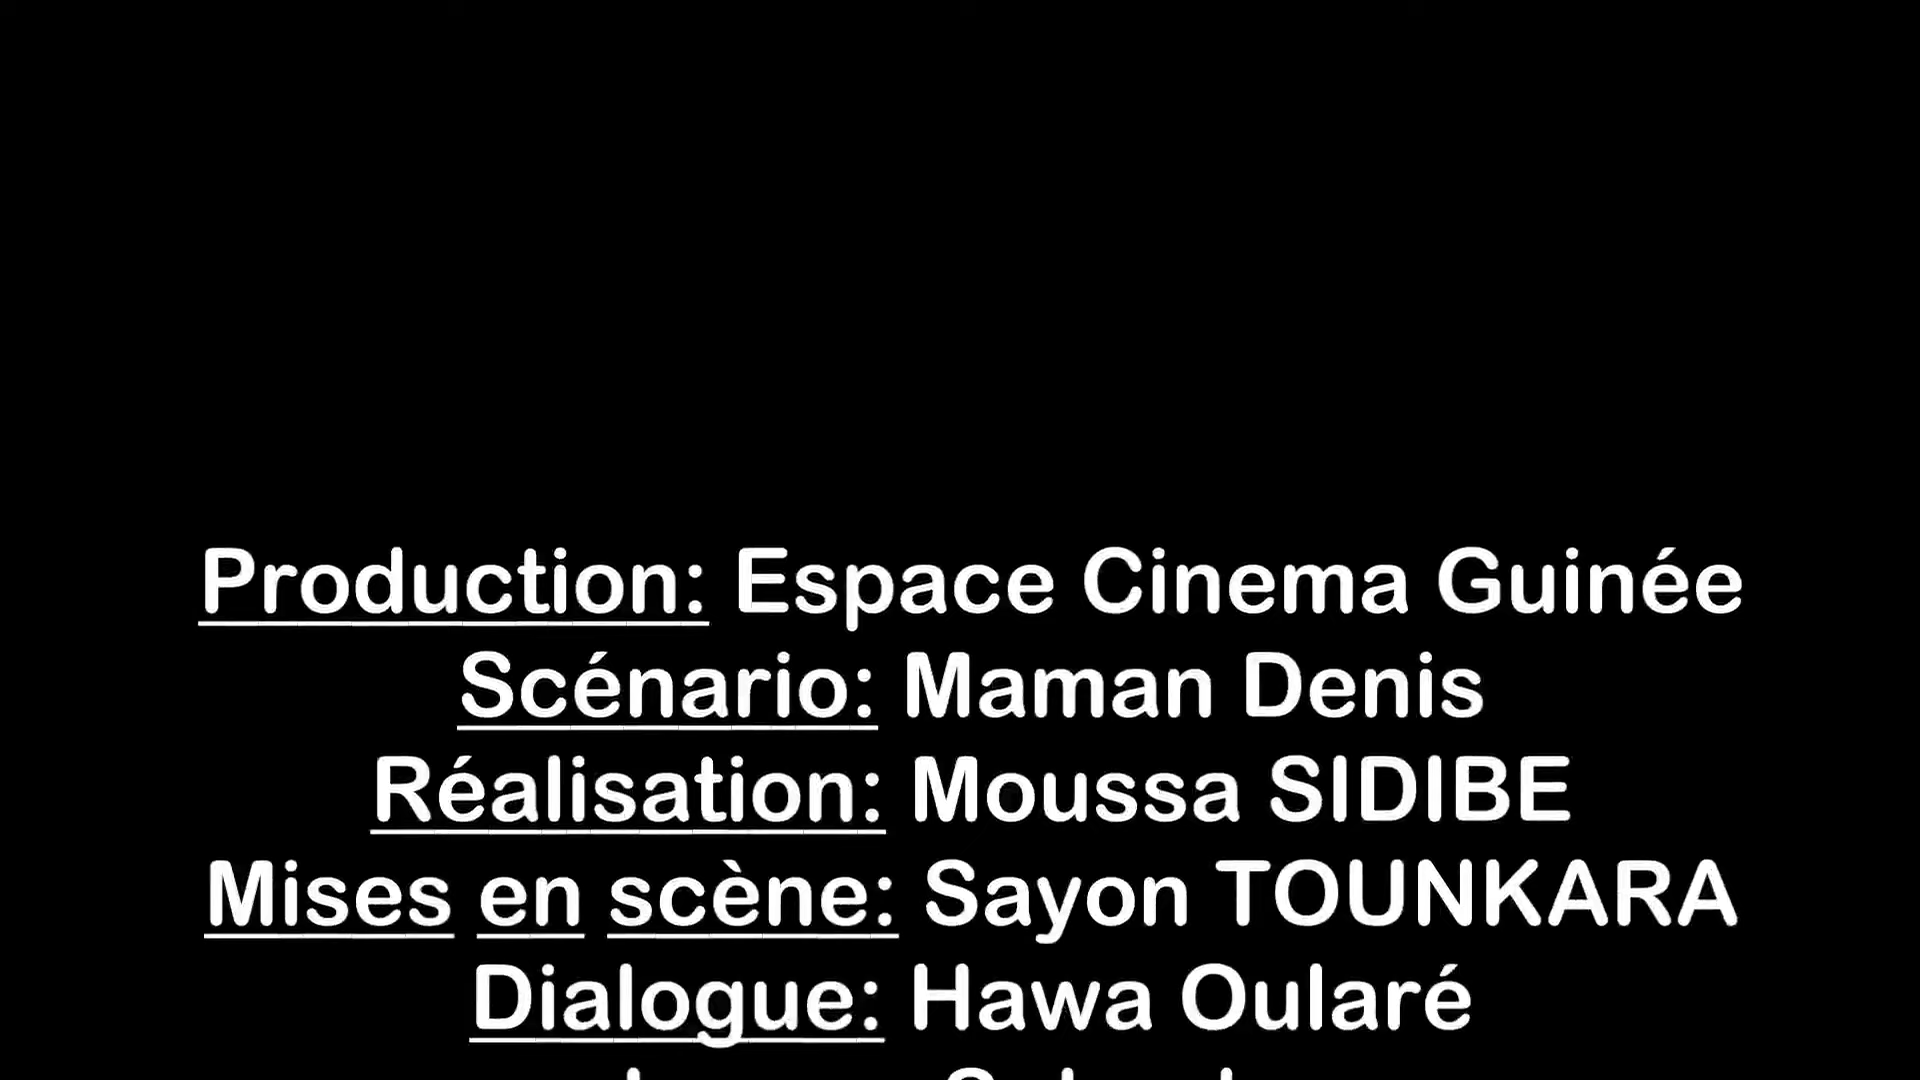 Production: Espace Cinema Guinée
Scénario: Maman Denis
Réalisation: Moussa SIDIBE
Mises en scène: Sayon TOUNKARA
Dialogue: Hawa Oularé